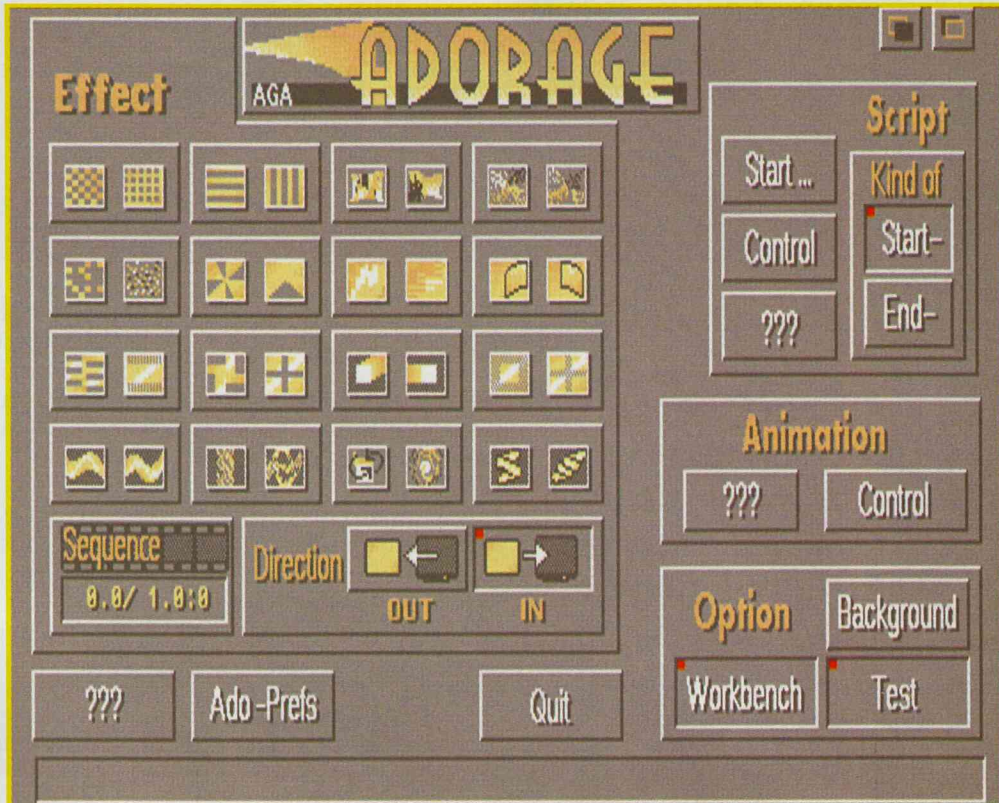 Effect
AGA
ADORAGE
Script
Start ...
Kind of
Start-
Control
End-
???
Animation
???
Control
Sequence
0.0/ 1.0:0
Direction
OUT
IN
Option
Background
Workbench
Test
???
Ado-Prefs
Quit